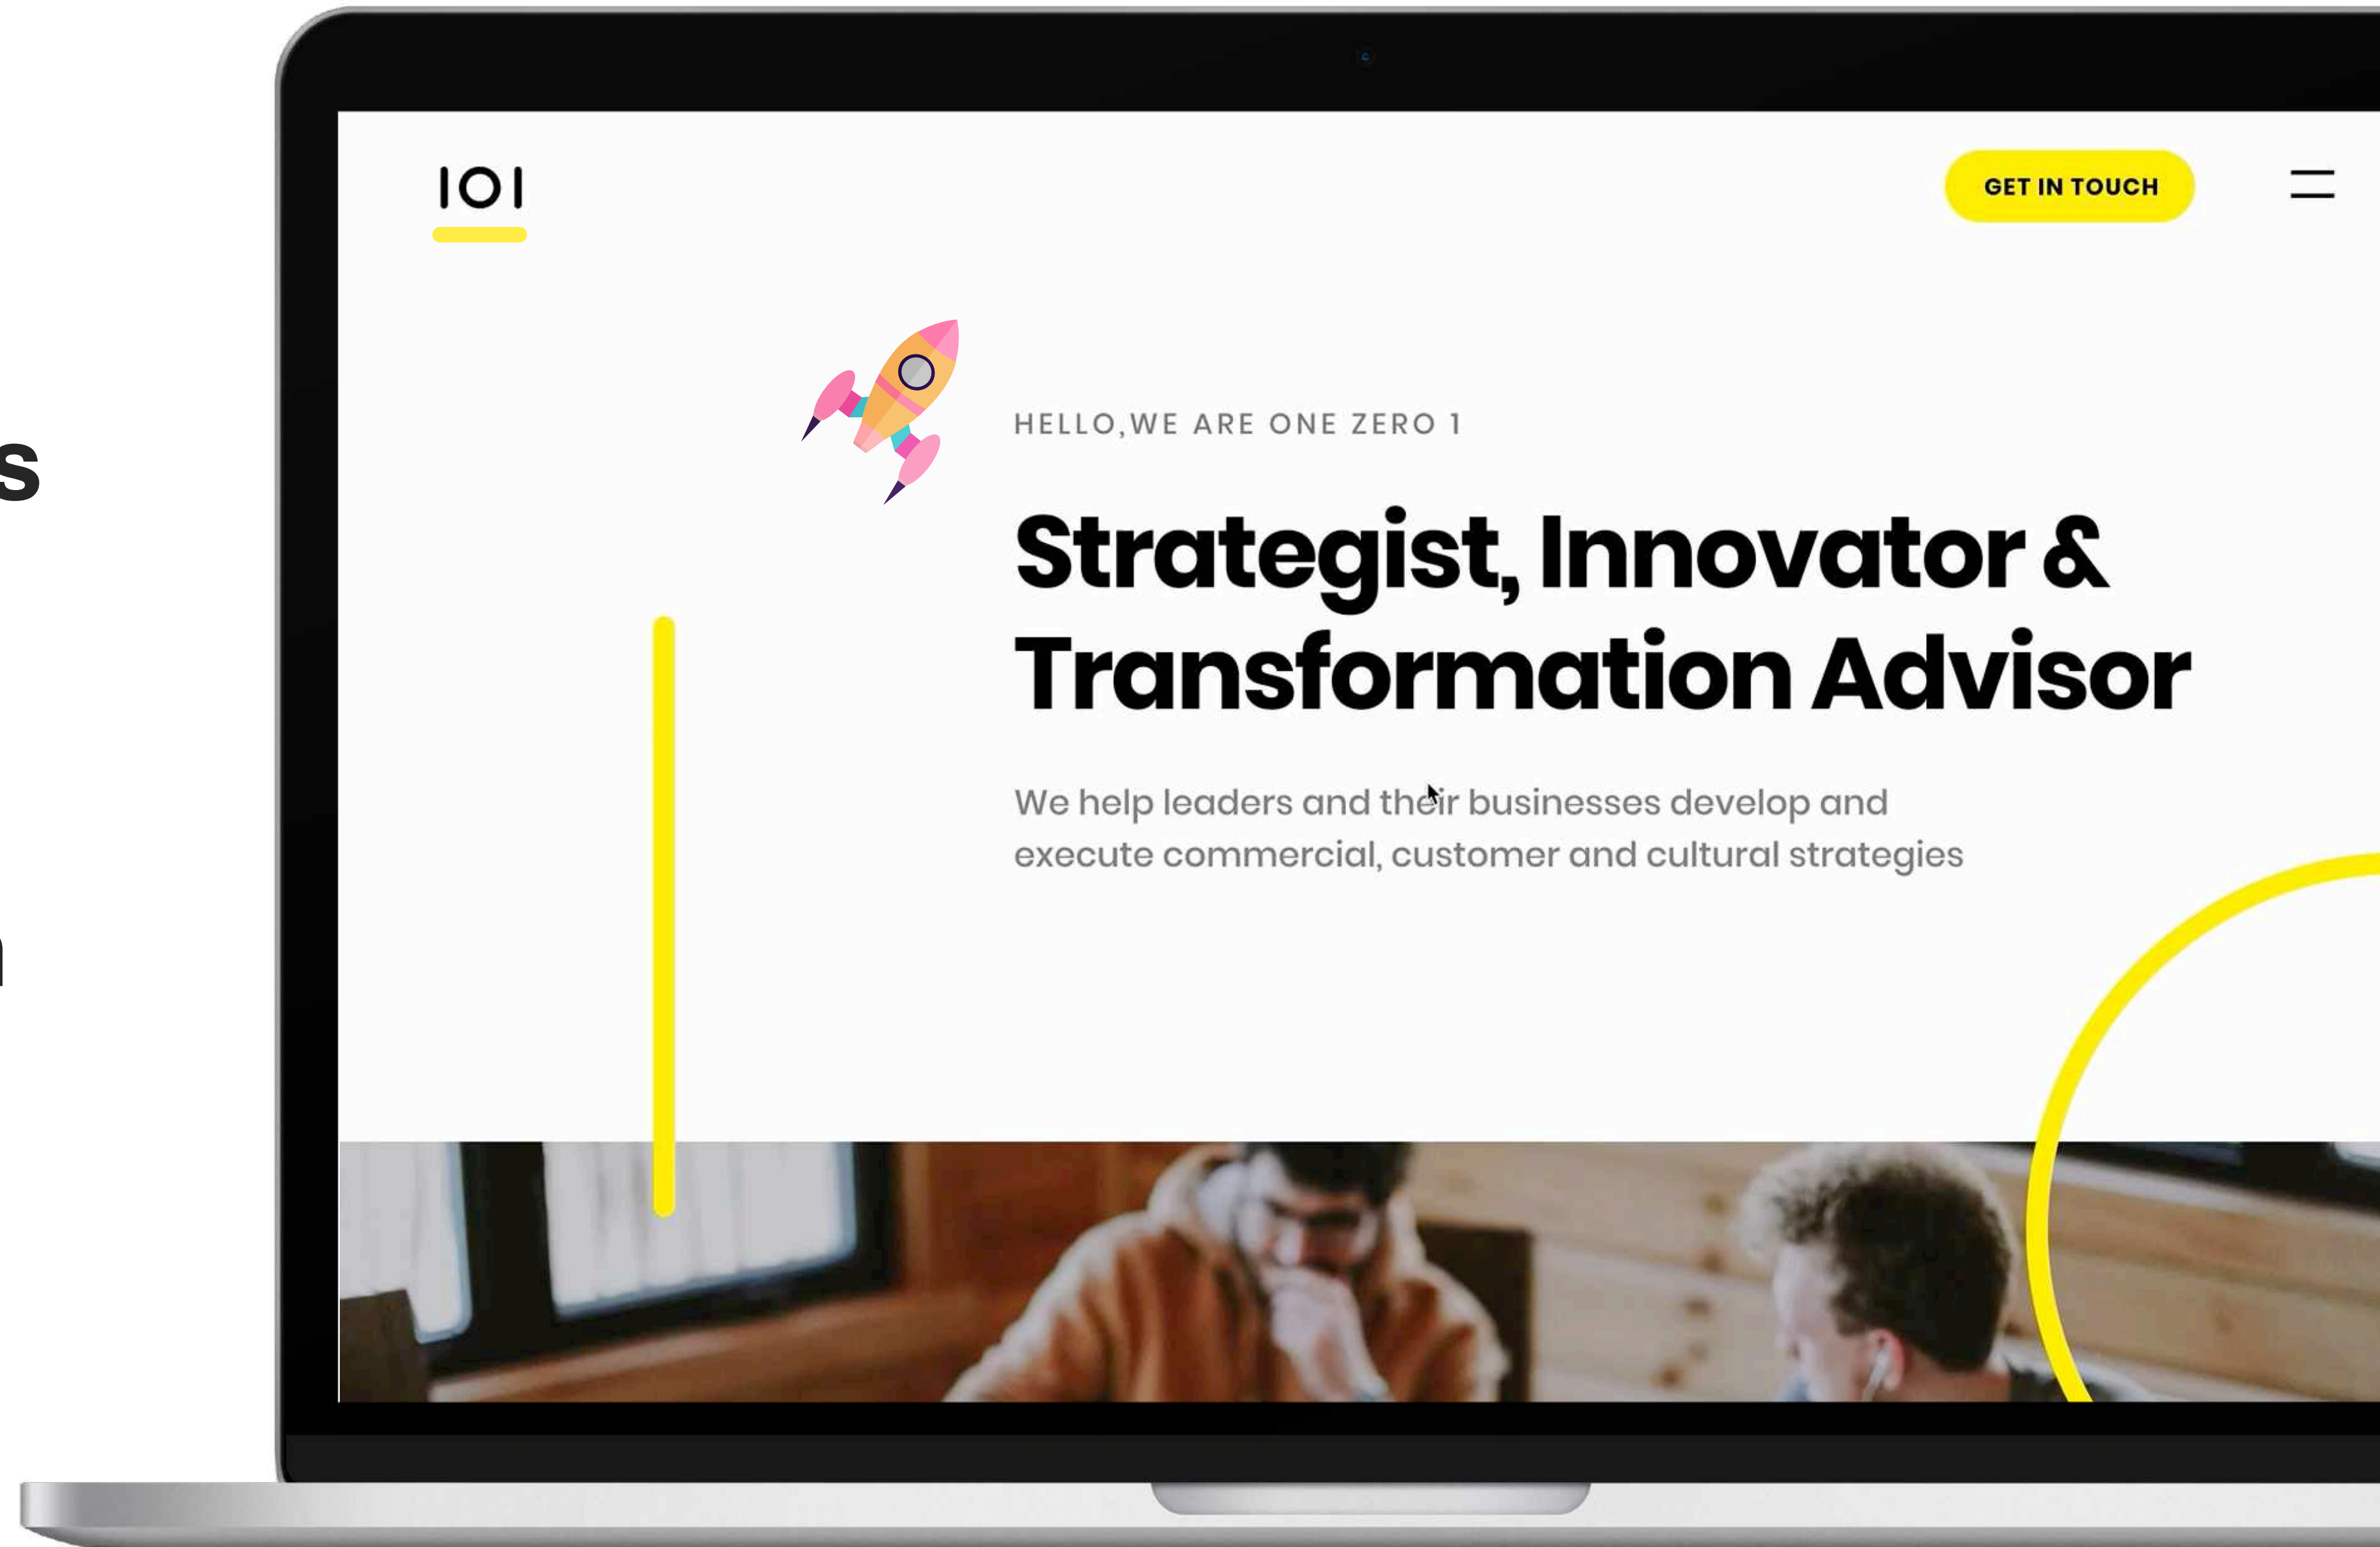 s
n
101
GET IN TOUCH
HELLO,WE ARE ONE ZERO 1
Strategist, Innovator &
Transformation Advisor
We help leaders and their businesses develop and
execute commercial, customer and cultural strategies